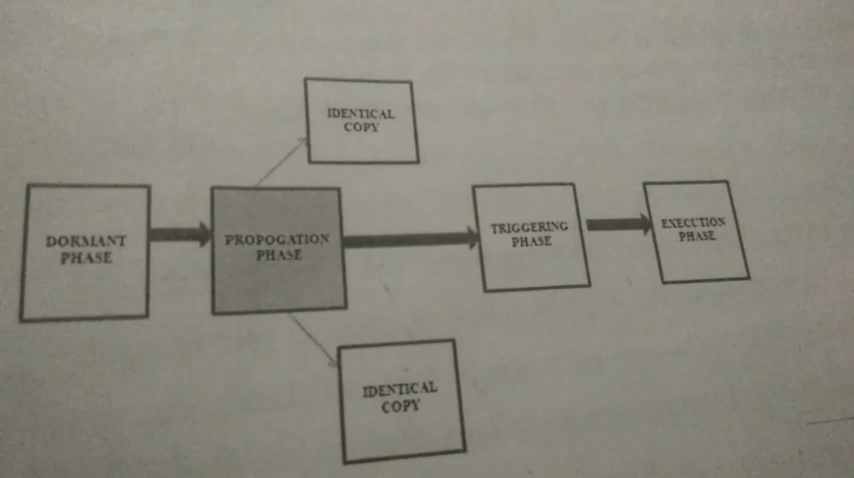 IDENTICAL
COPY
DORMANT
PHASE
PROPOGATION
PHASE
TRIGGERING
PHASE
EXECUTION
PHASE
IDENTICAL
COPY